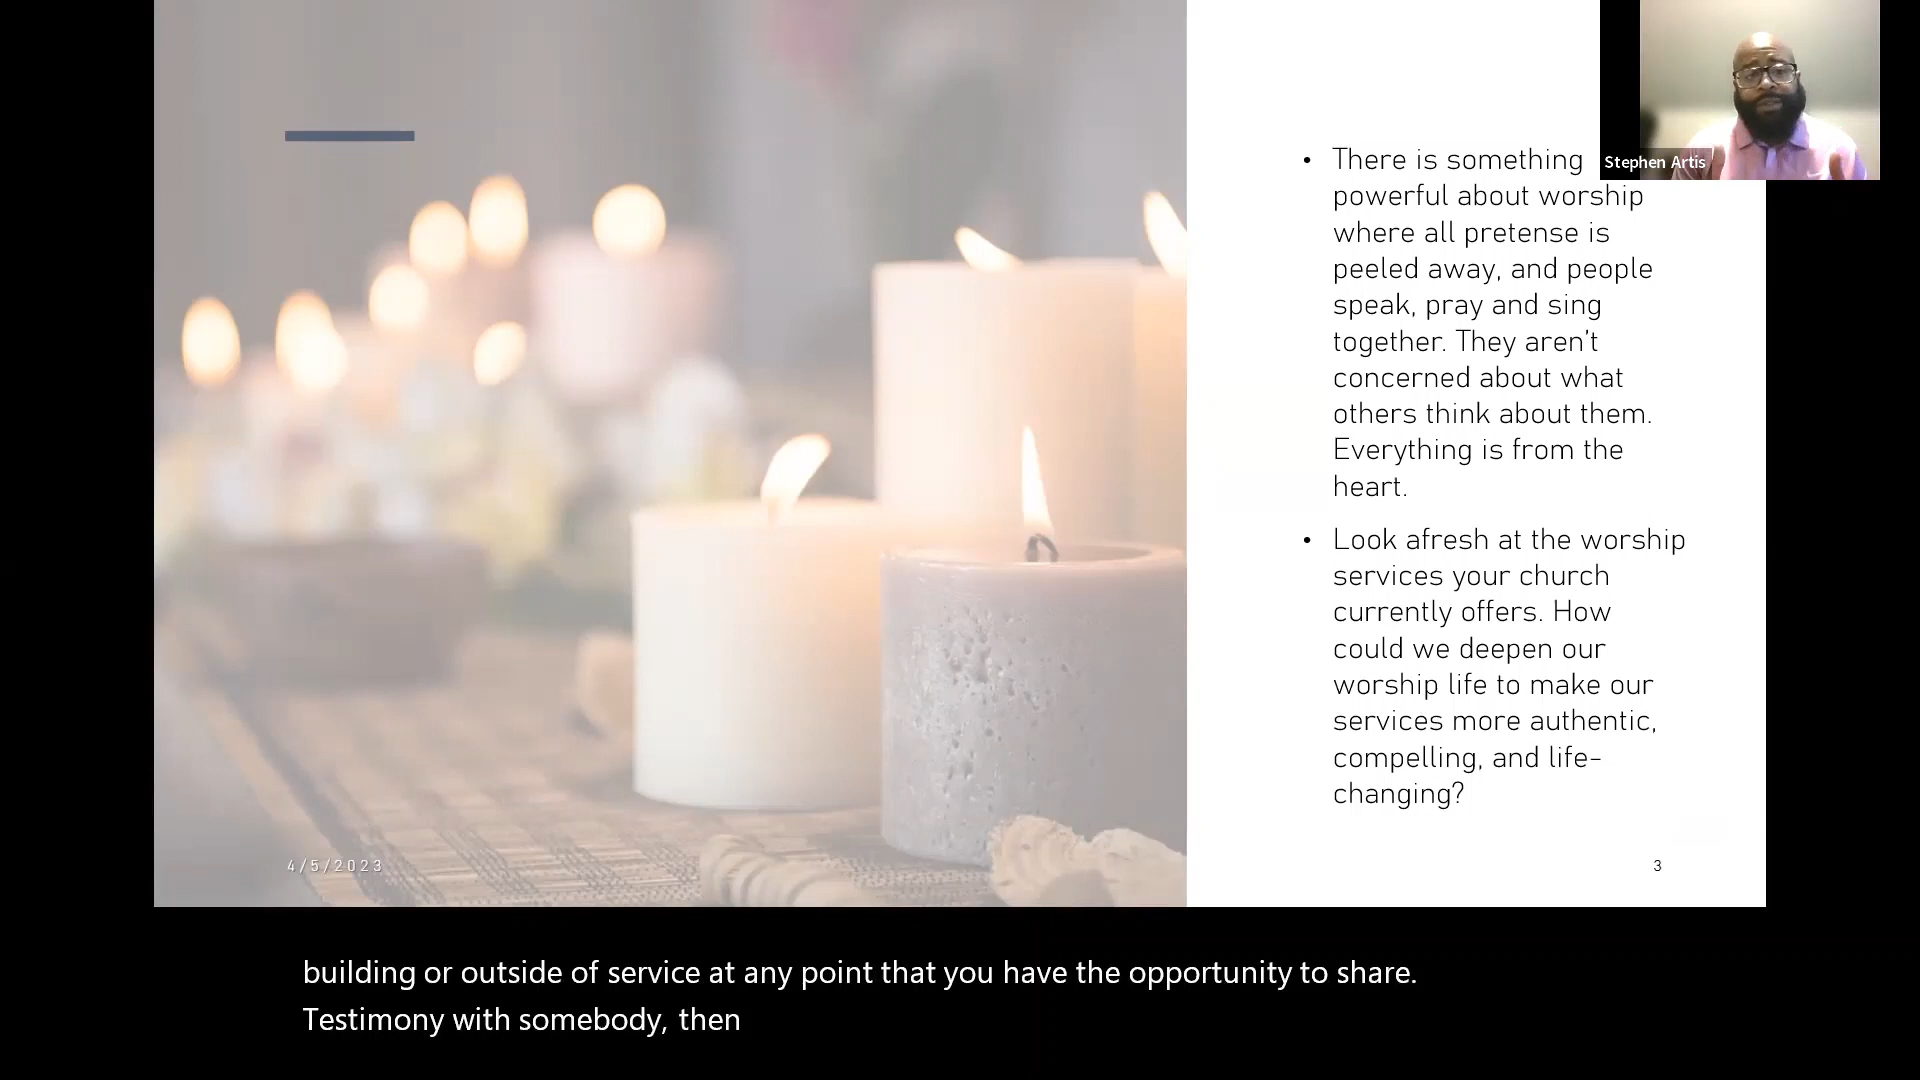 Stephen Artis
• There is something
powerful about worship
where all pretense is
peeled away, and people
speak, pray and sing
together. They aren’t
concerned about what
others think about them.
Everything is from the
heart.
• Look afresh at the worship
services your church
currently offers. How
could we deepen our
worship life to make our
services more authentic,
compelling, and life-
changing?
4/5/2023
3
building or outside of service at any point that you have the opportunity to share.
Testimony with somebody, then